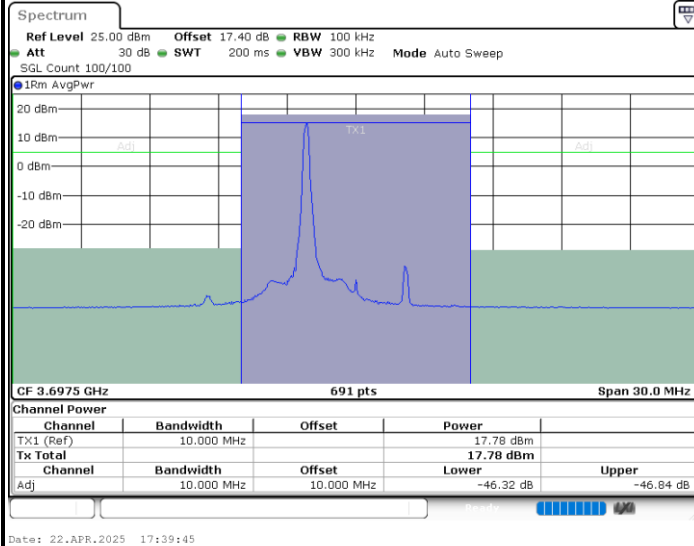 Spectrum
Ref Level 25.00 dBm Offset 17.40 dB RBW 100 kHz
Att 30 dB SWT 200 ms VBW 300 kHz Mode Auto Sweep
SGL Count 100/100
1Rm AvgPwr
20 dBm
TX1
10 dBm
Adj Adj
0 dBm
-10 dBm
-20 dBm
CF 3.6975 GHz 691 pts Span 30.0 MHz
Channel Power
Channel Bandwidth Offset Power
TX1 (Ref) 10.000 MHz 17.78 dBm
Tx Total 17.78 dBm
Channel Bandwidth Offset Lower Upper
Adj 10.000 MHz 10.000 MHz -46.32 dB -46.84 dB
Ready
Date: 22.APR.2025 17:39:45